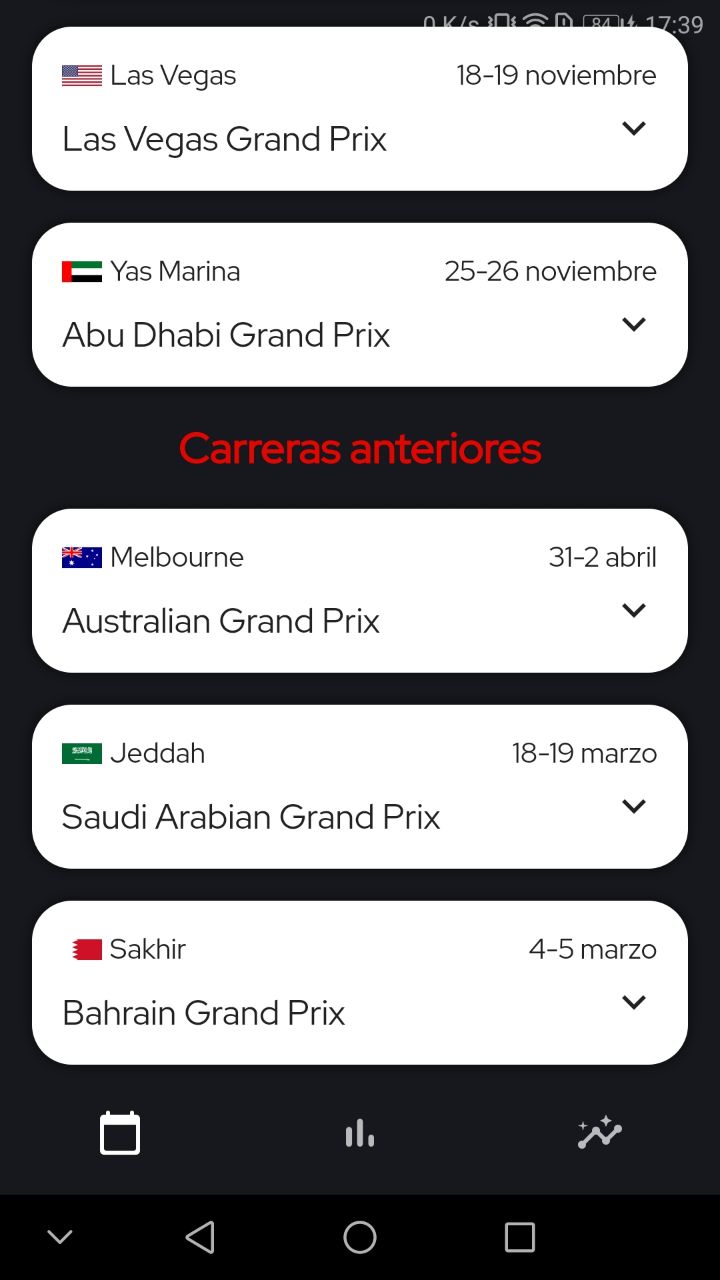 0 K/s 84 17:39
Las Vegas 18-19 noviembre
Las Vegas Grand Prix
Yas Marina 25-26 noviembre
Abu Dhabi Grand Prix
Carreras anteriores
Melbourne 31-2 abril
Australian Grand Prix
Jeddah 18-19 marzo
Saudi Arabian Grand Prix
Sakhir 4-5 marzo
Bahrain Grand Prix